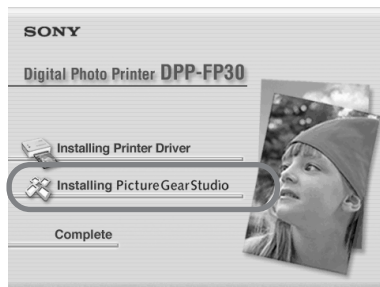 SONY
Digital Photo Printer DPP-FP30
Installing Printer Driver
Installing PictureGearStudio
Complete